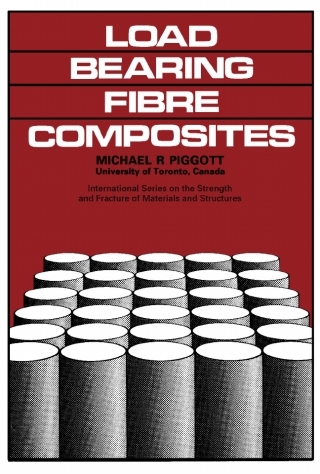 LOAD
BEARING
FIBRE
COMPOSITES
MICHAEL R PIGGOTT
University of Toronto, Canada
International Series on the Strength
and Fracture of Materials and Structures